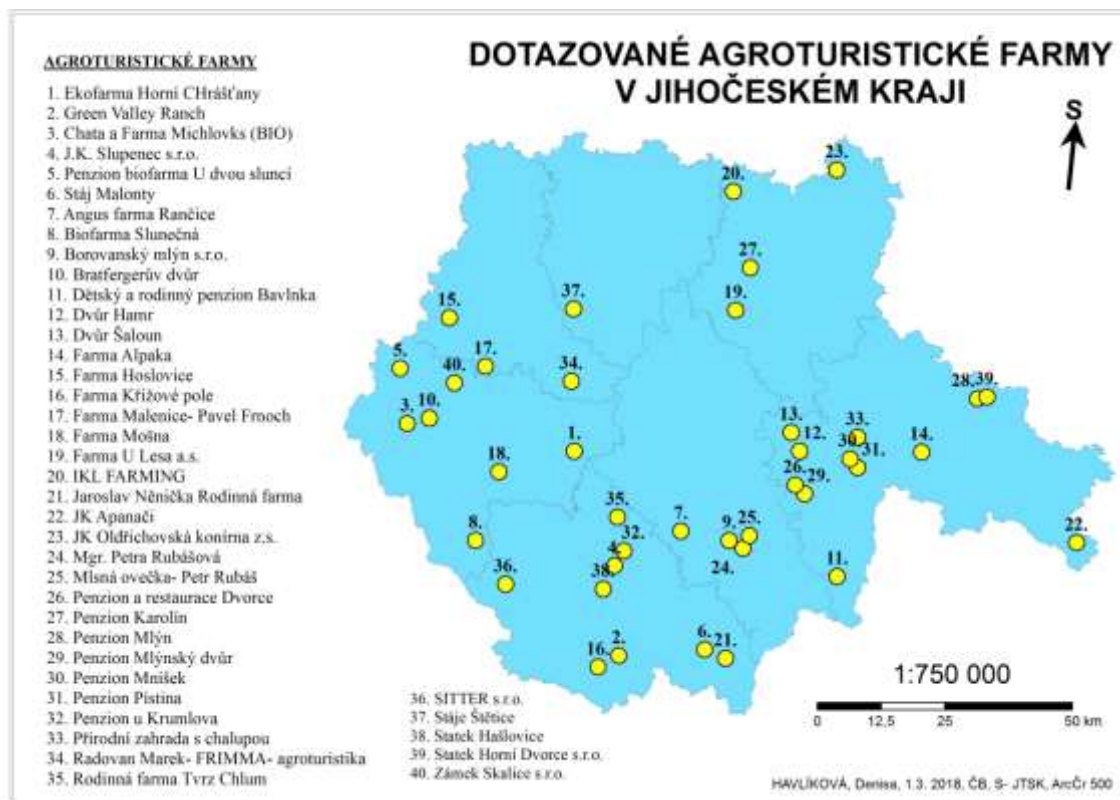 DOTAZOVANÉ AGROTURISTICKÉ FARMY
V JIHOČESKÉM KRAJI
AGROTURISTICKÉ FARMY
1. Ekofarma Horní CHrášťany
2. Green Valley Ranch
3. Chata a Farma Michlovks (BIO)
4. J.K. Slupenec s.r.o.
5. Penzion biofarma U dvou sluncí
6. Stáj Malonty
7. Angus farma Rančice
8. Biofarma Slunečná
9. Borovanský mlýn s.r.o.
10. Bratfergerův dvůr
11. Dětský a rodinný penzion Bavlnka
12. Dvůr Hamr
13. Dvůr Šaloun
14. Farma Alpaka
15. Farma Hoslovice
16. Farma Křížové pole
17. Farma Malenice- Pavel Frooch
18. Farma Mošna
19. Farma U Lesa a.s.
20. IKL FARMING
21. Jaroslav Něnička Rodinná farma
22. JK Apanači
23. JK Oldřichovská konírna z.s.
24. Mgr. Petra Rubášová
25. Mlsná ovečka- Petr Rubáš
26. Penzion a restaurace Dvorce
27. Penzion Karolín
28. Penzion Mlýn
29. Penzion Mlýnský dvůr
30. Penzion Mníšek
31. Penzion Pístina
32. Penzion u Krumlova
33. Přírodní zahrada s chalupou
34. Radovan Marek- FRIMMA- agroturistika
35. Rodinná farma Tvrz Chlum
36. SITTER s.r.o.
37. Stáje Štětice
38. Statek Hašlovice
39. Statek Horní Dvorce s.r.o.
40. Zámek Skalice s.r.o.
S
23.
20.
27.
37.
19.
15.
5.
17.
40.
34.
28. 39.
3.
10.
13.
33.
1.
12.
30.
31.
14.
18.
26.
29.
35.
7.
9.
25.
8.
32.
4.
24.
22.
36.
38.
11.
6.
21.
2.
16.
1:750 000
0 12,5 25 50 km
HAVLÍKOVÁ, Denisa, 1.3. 2018, ČB, S- JTSK, ArcČr 500